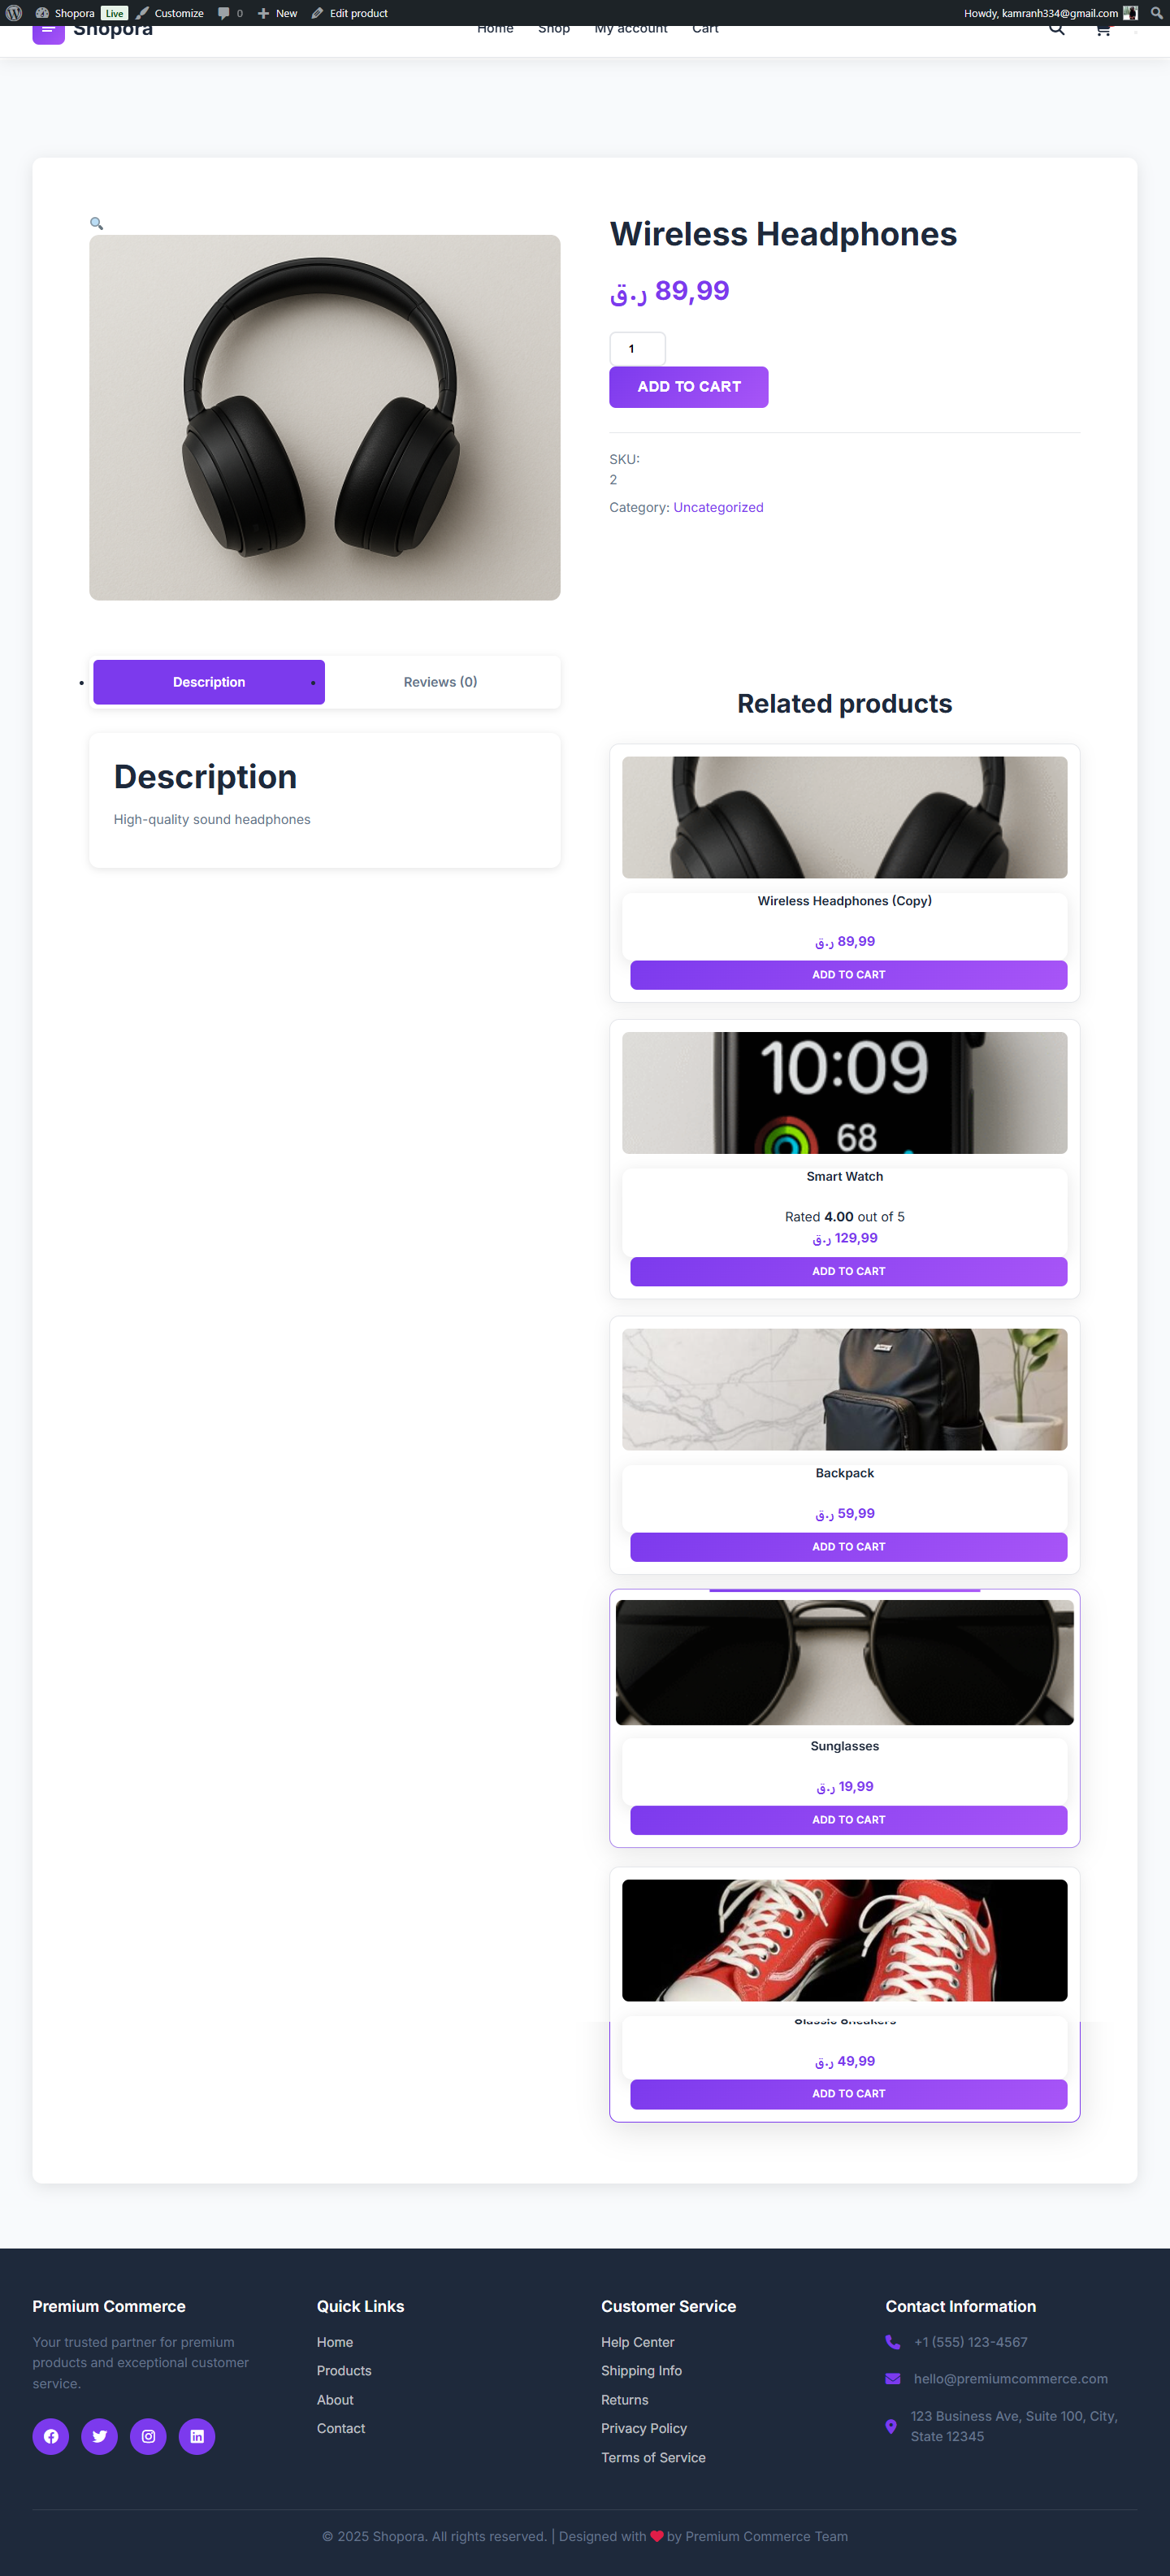 Shopora Live Customize 0 New Edit product Howdy, kamranh334@gmail.com
Shopora Home Shop My account Cart
Wireless Headphones
89,99 ر.ق
1
ADD TO CART
SKU:
2
Category: Uncategorized
Description Reviews (0)
Description
High-quality sound headphones
Related products
Wireless Headphones (Copy)
89,99 ر.ق
ADD TO CART
10:09
68
Smart Watch
Rated 4.00 out of 5
129,99 ر.ق
ADD TO CART
Backpack
59,99 ر.ق
ADD TO CART
Sunglasses
19,99 ر.ق
ADD TO CART
Classic Sneakers
49,99 ر.ق
ADD TO CART
Premium Commerce
Your trusted partner for premium
products and exceptional customer
service.
Quick Links
Home
Products
About
Contact
Customer Service
Help Center
Shipping Info
Returns
Privacy Policy
Terms of Service
Contact Information
+1 (555) 123-4567
hello@premiumcommerce.com
123 Business Ave, Suite 100, City,
State 12345
© 2025 Shopora. All rights reserved. | Designed with ❤ by Premium Commerce Team